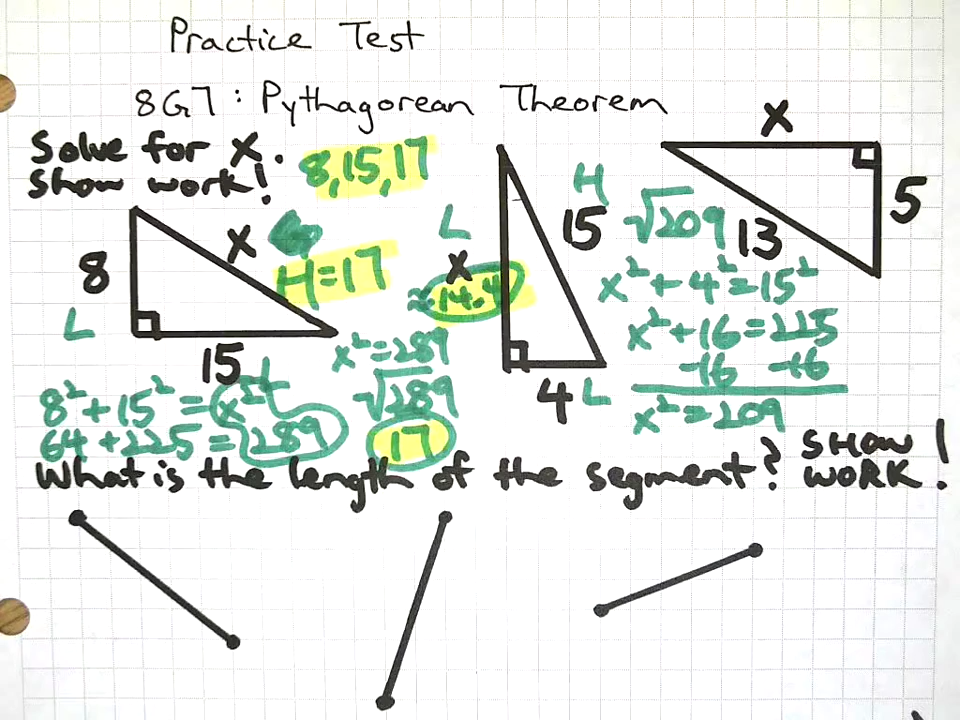 Practice Test
8G7: Pythagorean Theorem
Solve for x.
Show work!
8,15,17
8
x
H=17
L
15
L
8²+15²=x²
64+225=289
x²=289
√289
17
L
x
≈14.4
H
15
4
L
√209
x²+4²=15²
x²+16=225
-16 -16
x²=209
x
5
13
What is the length of the segment? SHOW WORK!